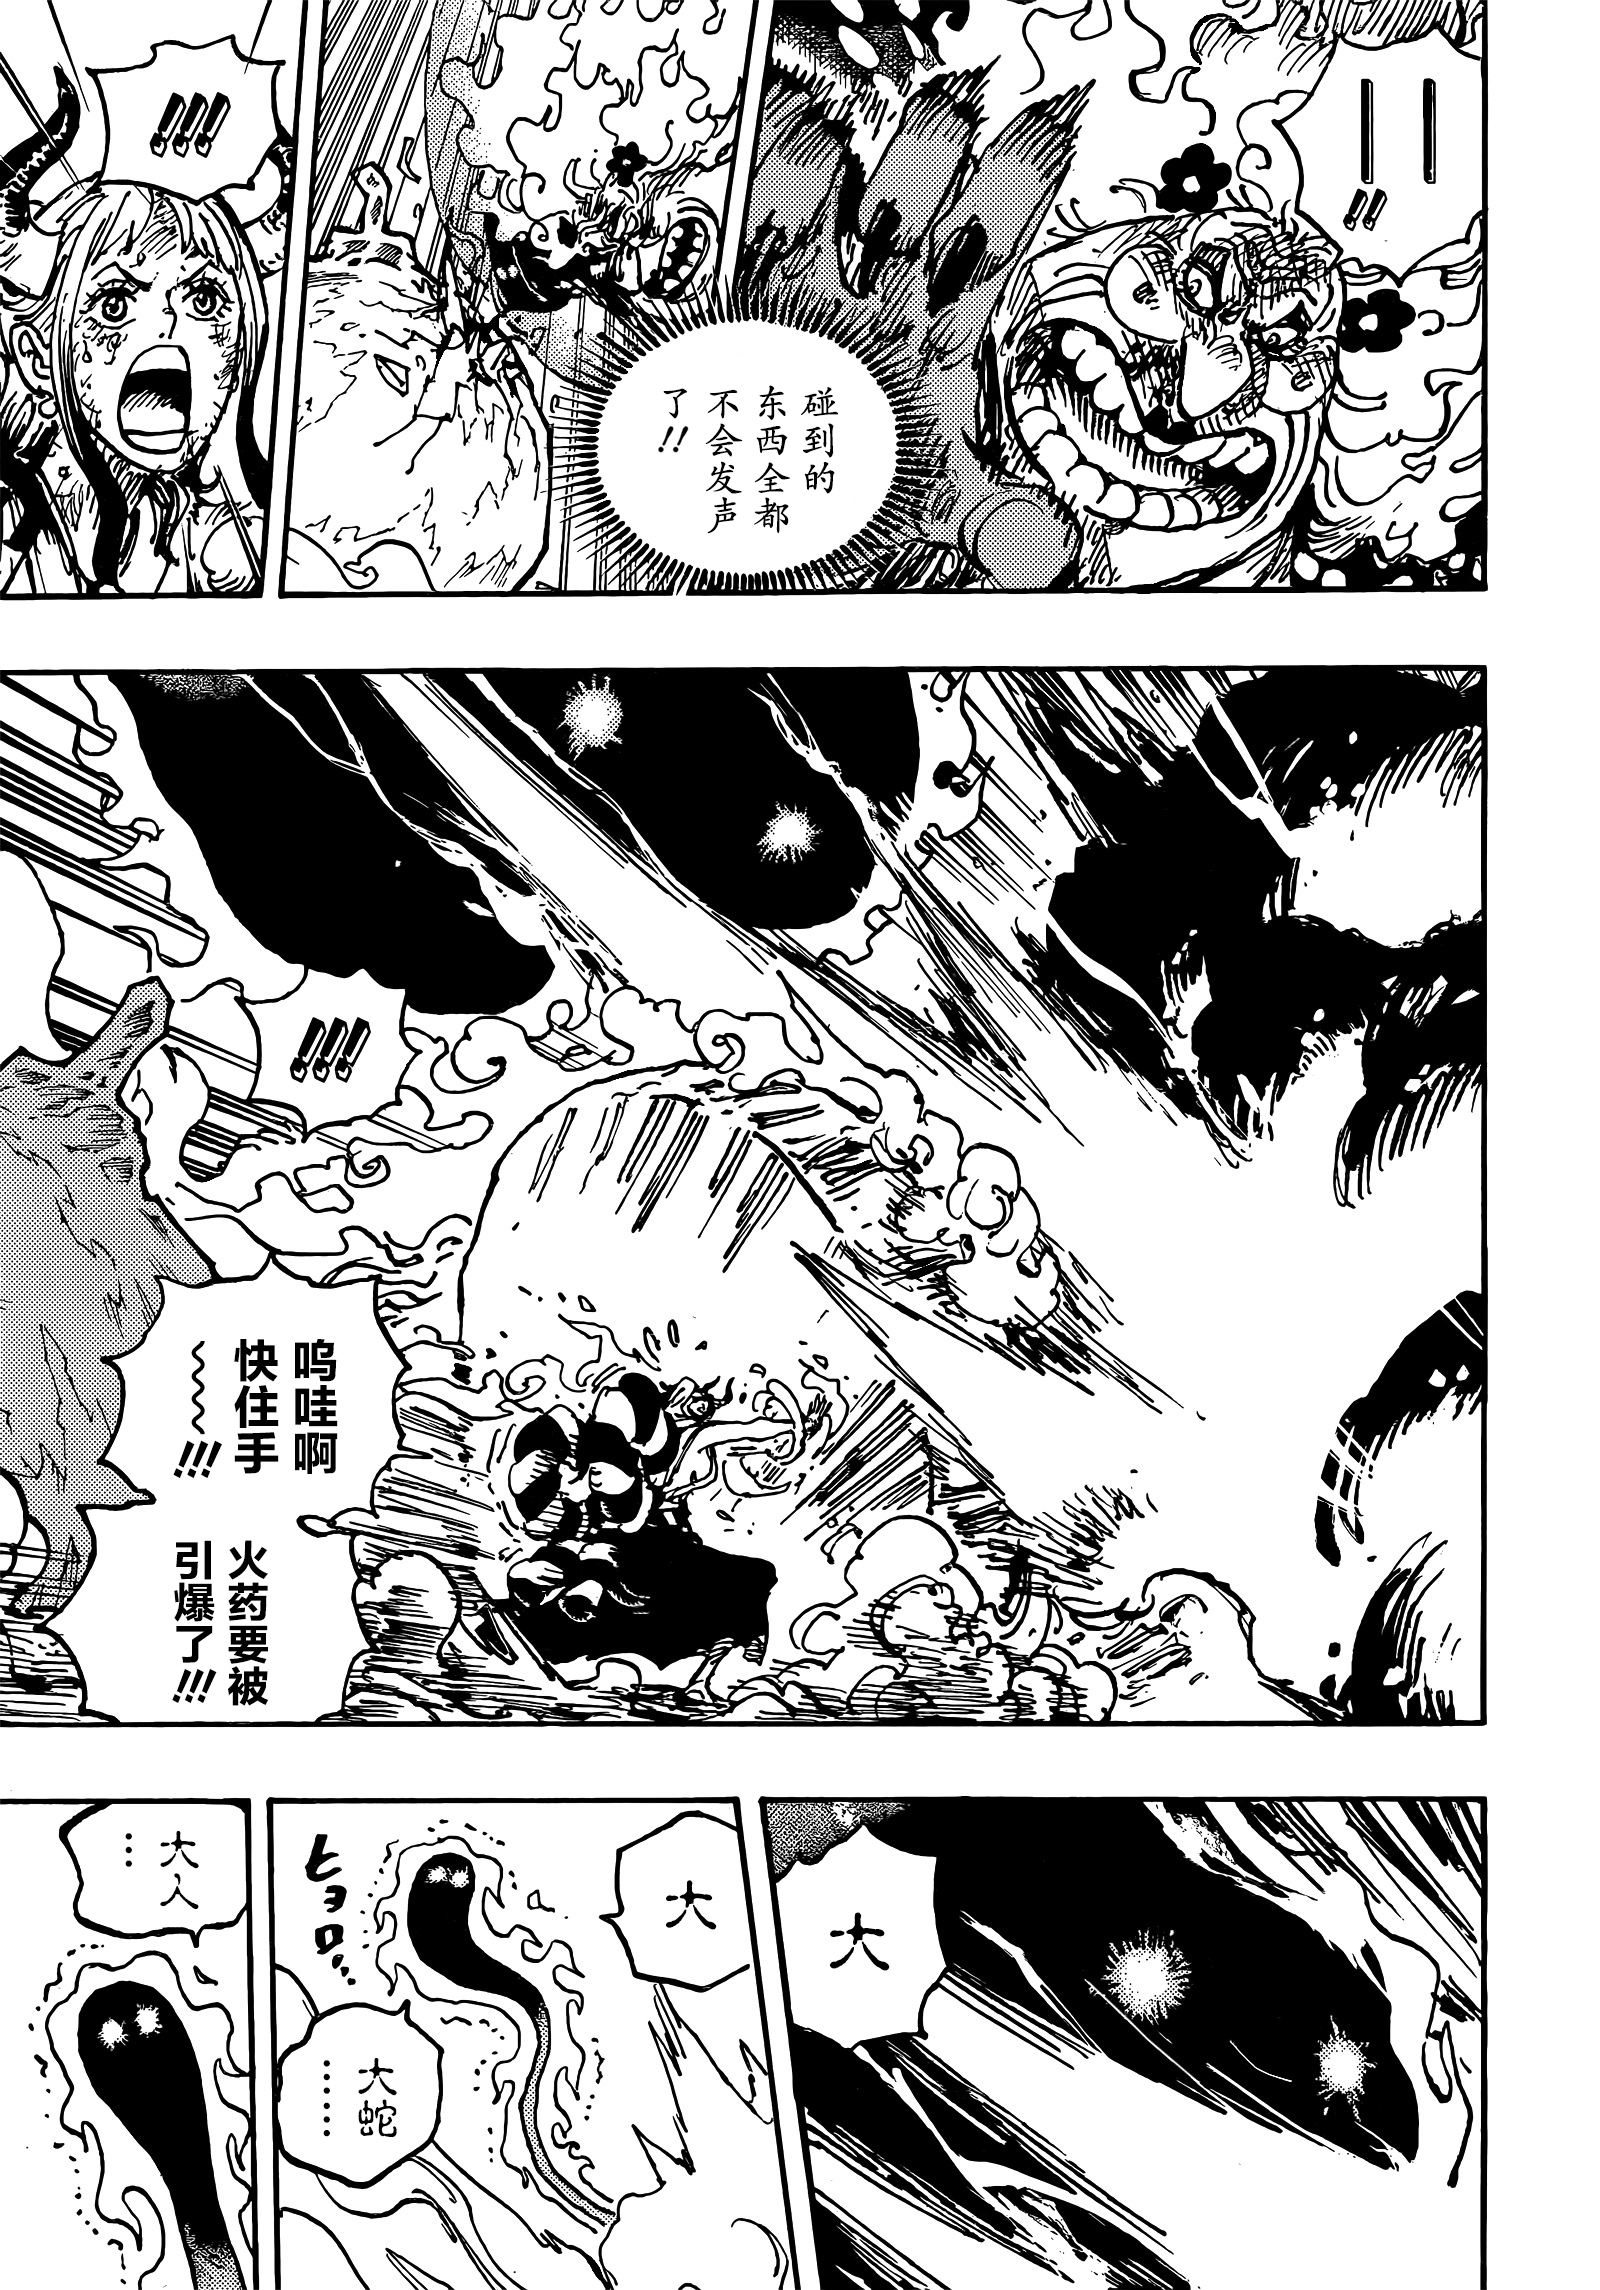 ——!!
碰到的
东西全都
不会发声
了!!
!!!
!!!
呜哇啊
快住手
~~~!!!
火药要被
引爆了!!!
大
大
ヒョロ…
大蛇
……
大人
…